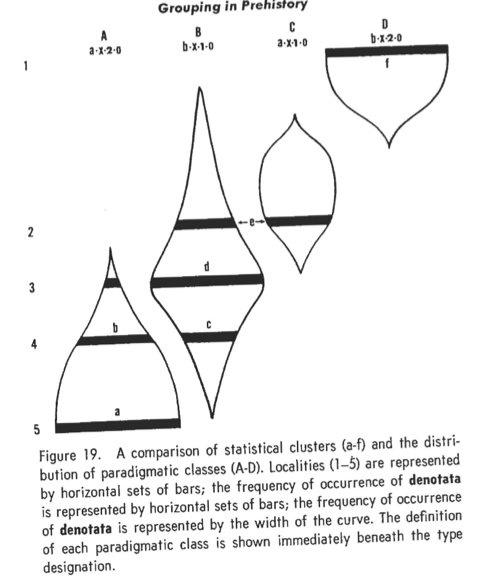 Grouping in Prehistory
A B C D
a·x·2·0 b·x·1·0 a·x·1·0 b·x·2·0
1
f
2
e
3
d
4
b
c
5
a
Figure 19. A comparison of statistical clusters (a-f) and the distri-
bution of paradigmatic classes (A-D). Localities (1–5) are represented
by horizontal sets of bars; the frequency of occurrence of denotata
is represented by horizontal sets of bars; the frequency of occurrence
of denotata is represented by the width of the curve. The definition
of each paradigmatic class is shown immediately beneath the type
designation.